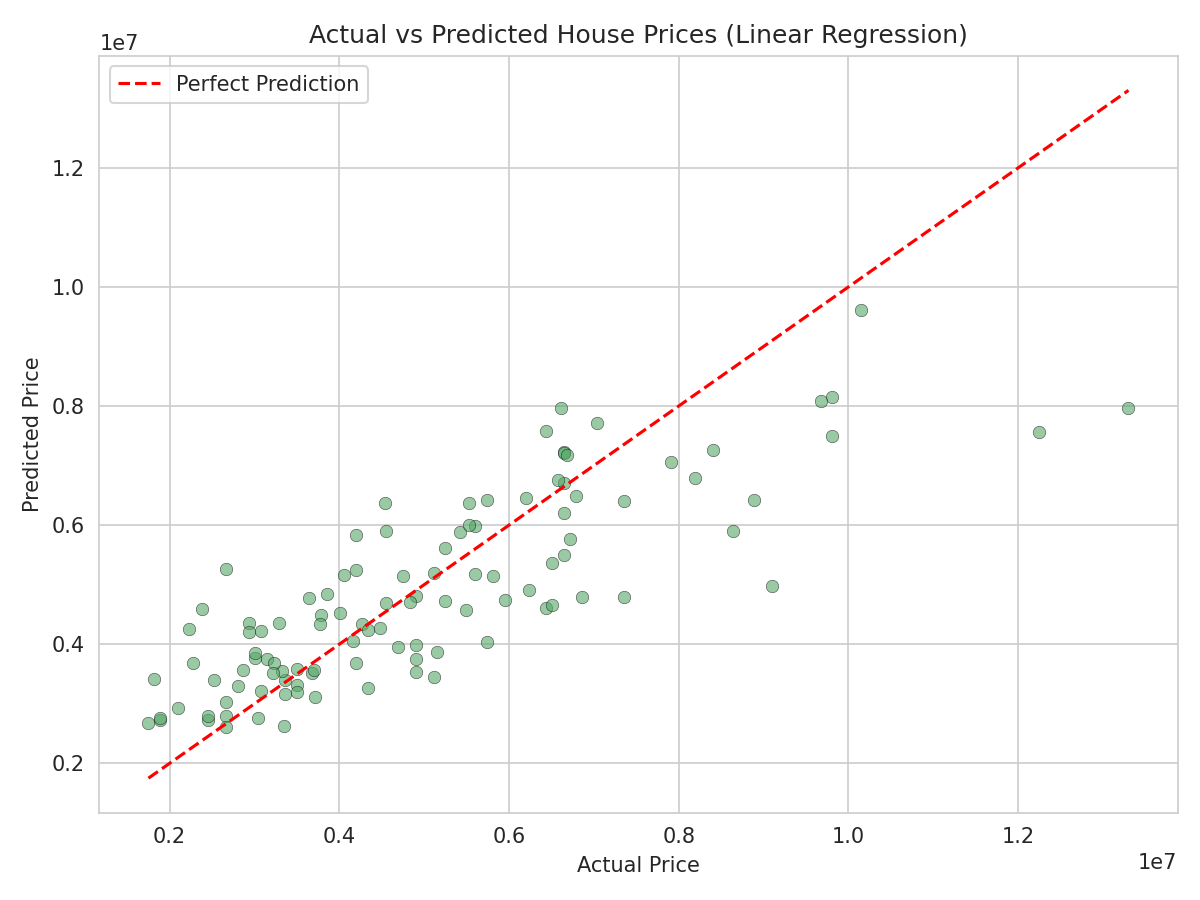 Actual vs Predicted House Prices (Linear Regression)
1e7
Perfect Prediction
1.2
1.0
0.8
0.6
0.4
0.2
Predicted Price
0.2 0.4 0.6 0.8 1.0 1.2
Actual Price
1e7